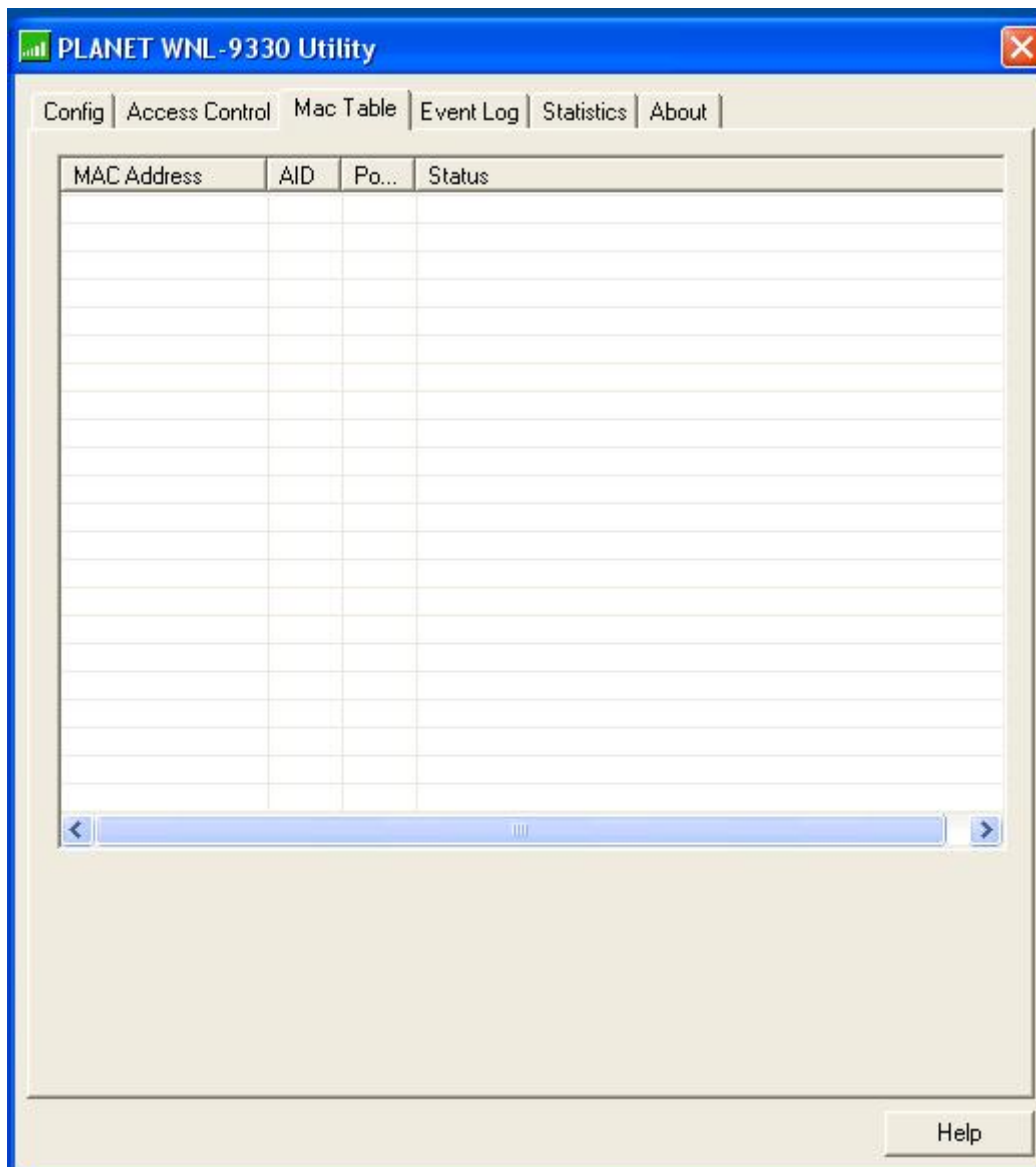 PLANET WNL-9330 Utility
Config Access Control Mac Table Event Log Statistics About
MAC Address AID Po... Status
Help